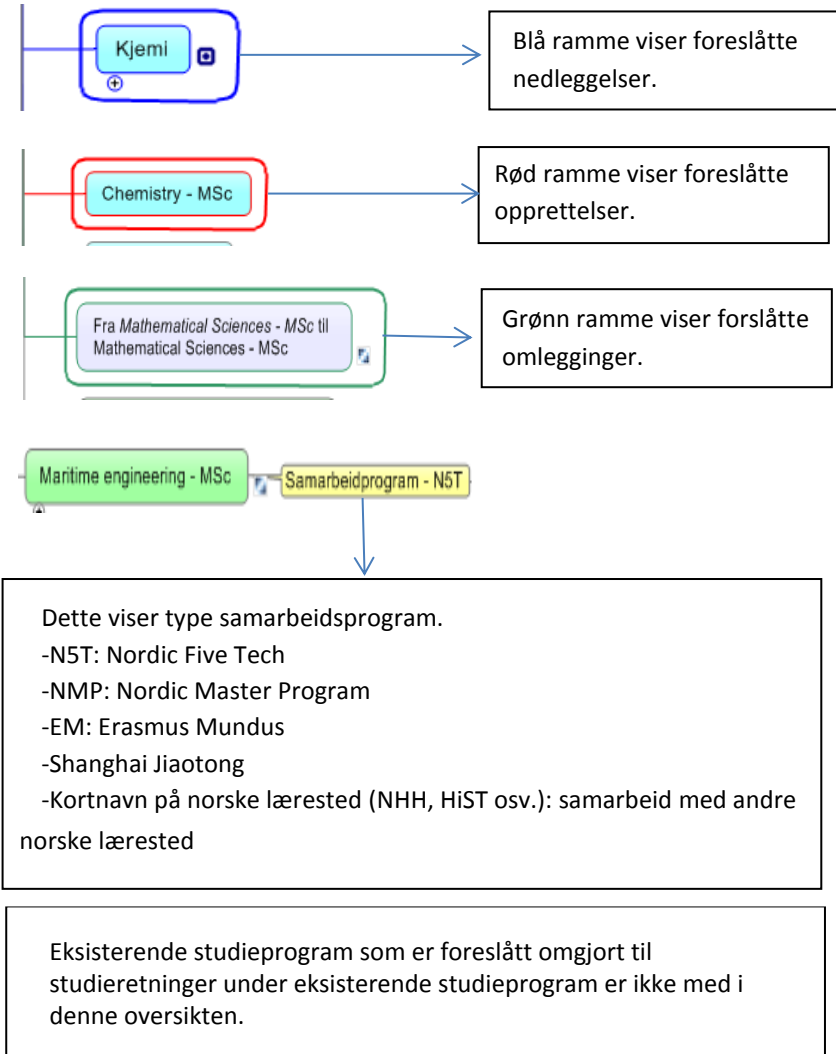 Kjemi
Blå ramme viser foreslåtte
nedleggelser.
Chemistry - MSc
Rød ramme viser foreslåtte
opprettelser.
Fra Mathematical Sciences - MSc til
Mathematical Sciences - MSc
Grønn ramme viser forslåtte
omlegginger.
Maritime engineering - MSc
Samarbeidprogram - N5T
Dette viser type samarbeidsprogram.
-N5T: Nordic Five Tech
-NMP: Nordic Master Program
-EM: Erasmus Mundus
-Shanghai Jiaotong
-Kortnavn på norske lærested (NHH, HiST osv.): samarbeid med andre
norske lærested
Eksisterende studieprogram som er foreslått omgjort til
studieretninger under eksisterende studieprogram er ikke med i
denne oversikten.